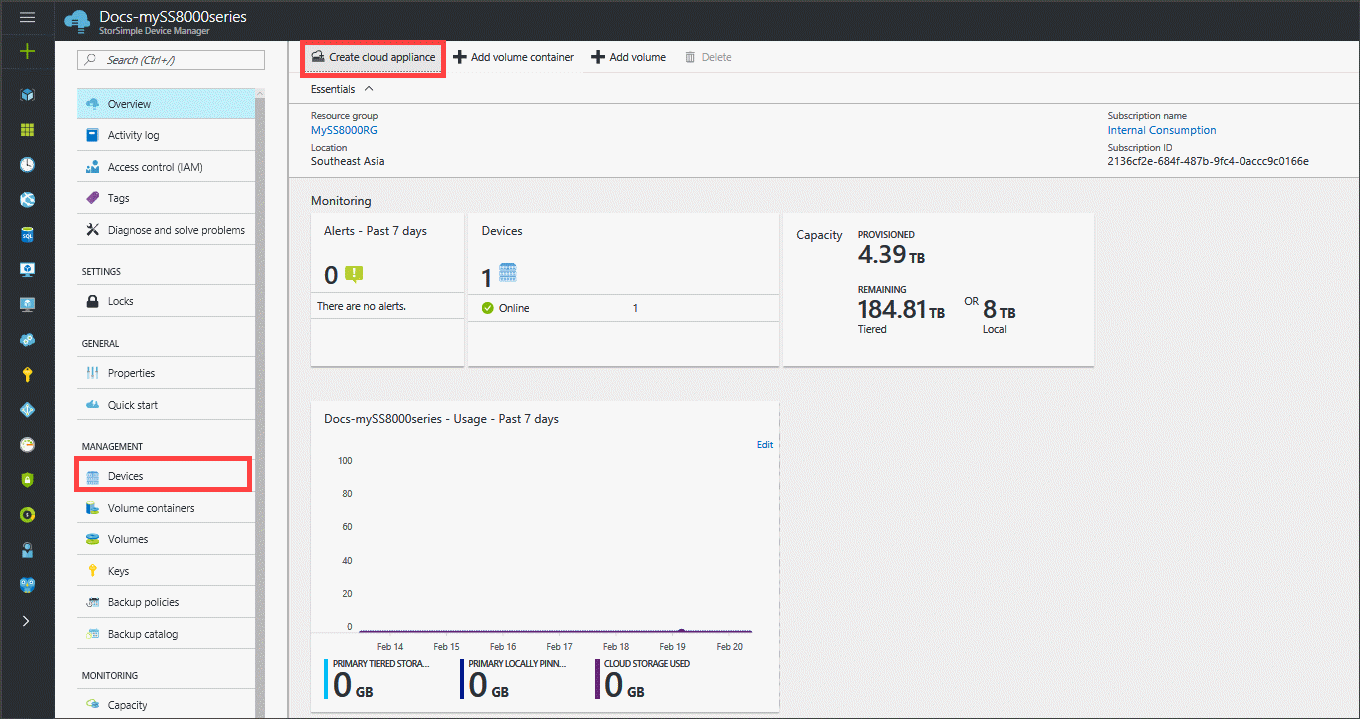 Docs-mySS8000series
StorSimple Device Manager
Search (Ctrl+/)
Overview
Activity log
Access control (IAM)
Tags
Diagnose and solve problems
SETTINGS
Locks
GENERAL
Properties
Quick start
MANAGEMENT
Devices
Volume containers
Volumes
Keys
Backup policies
Backup catalog
MONITORING
Capacity
Create cloud appliance
Add volume container
Add volume
Delete
Essentials
Resource group
MySS8000RG
Location
Southeast Asia
Subscription name
Internal Consumption
Subscription ID
2136cf2e-684f-487b-9fc4-0accc9c0166e
Monitoring
Alerts - Past 7 days
0
There are no alerts.
Devices
1
Online 1
Capacity
PROVISIONED
4.39 TB
REMAINING
184.81 TB OR 8 TB
Tiered Local
Docs-mySS8000series - Usage - Past 7 days
Edit
100
80
60
40
20
0
Feb 14 Feb 15 Feb 16 Feb 17 Feb 18 Feb 19 Feb 20
PRIMARY TIERED STORA...
0 GB
PRIMARY LOCALLY PINN...
0 GB
CLOUD STORAGE USED
0 GB
SQL